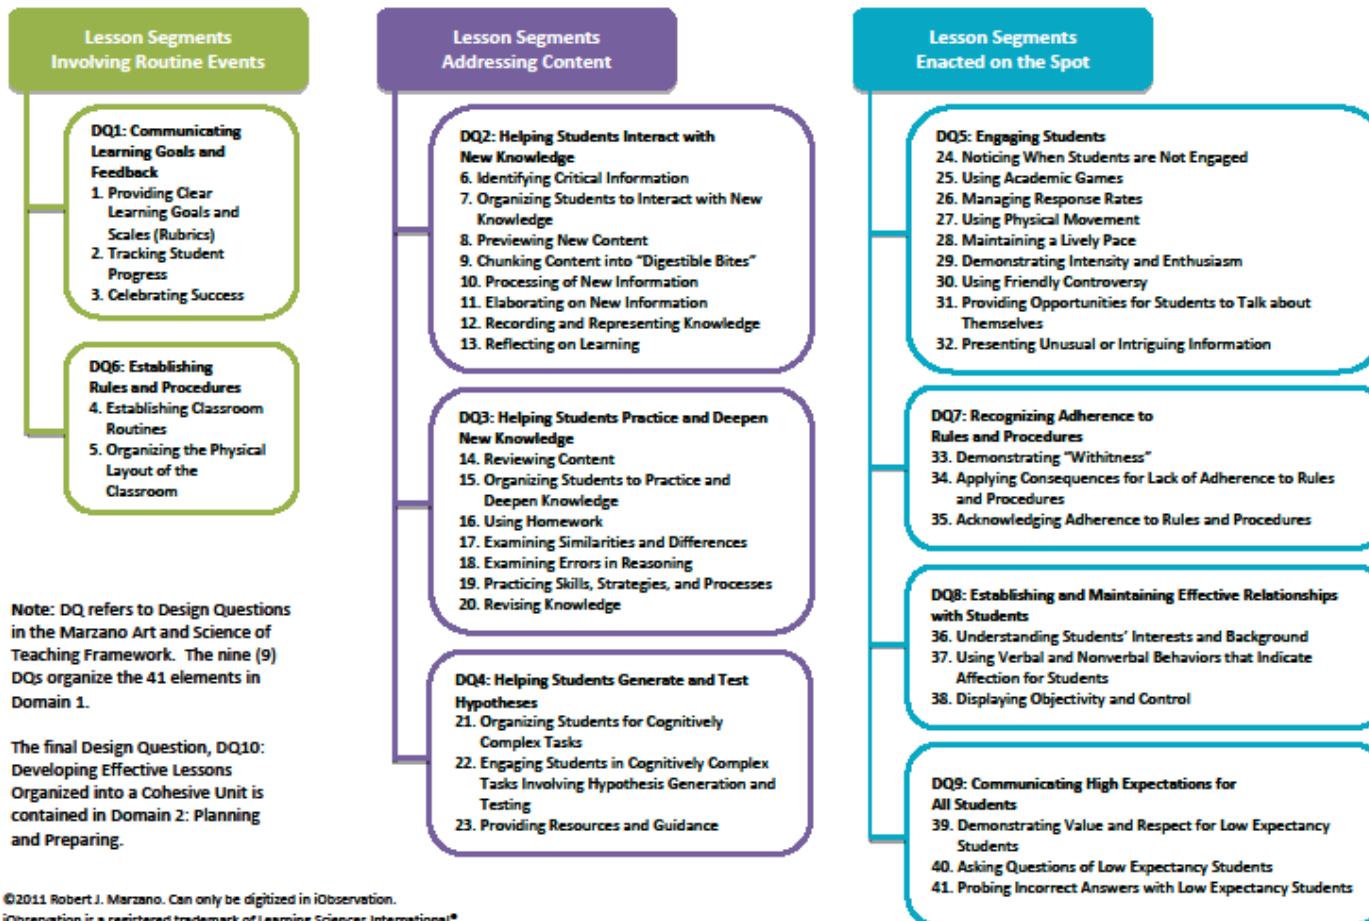 Lesson Segments
Involving Routine Events
DQ1: Communicating
Learning Goals and
Feedback
1. Providing Clear
Learning Goals and
Scales (Rubrics)
2. Tracking Student
Progress
3. Celebrating Success
DQ6: Establishing
Rules and Procedures
4. Establishing Classroom
Routines
5. Organizing the Physical
Layout of the
Classroom
Note: DQ refers to Design Questions
in the Marzano Art and Science of
Teaching Framework. The nine (9)
DQs organize the 41 elements in
Domain 1.
The final Design Question, DQ10:
Developing Effective Lessons
Organized into a Cohesive Unit is
contained in Domain 2: Planning
and Preparing.
©2011 Robert J. Marzano. Can only be digitized in iObservation.
iObservation is a registered trademark of Learning Sciences International®
Lesson Segments
Addressing Content
DQ2: Helping Students Interact with
New Knowledge
6. Identifying Critical Information
7. Organizing Students to Interact with New
Knowledge
8. Previewing New Content
9. Chunking Content into “Digestible Bites”
10. Processing of New Information
11. Elaborating on New Information
12. Recording and Representing Knowledge
13. Reflecting on Learning
DQ3: Helping Students Practice and Deepen
New Knowledge
14. Reviewing Content
15. Organizing Students to Practice and
Deepen Knowledge
16. Using Homework
17. Examining Similarities and Differences
18. Examining Errors in Reasoning
19. Practicing Skills, Strategies, and Processes
20. Revising Knowledge
DQ4: Helping Students Generate and Test
Hypotheses
21. Organizing Students for Cognitively
Complex Tasks
22. Engaging Students in Cognitively Complex
Tasks Involving Hypothesis Generation and
Testing
23. Providing Resources and Guidance
Lesson Segments
Enacted on the Spot
DQ5: Engaging Students
24. Noticing When Students are Not Engaged
25. Using Academic Games
26. Managing Response Rates
27. Using Physical Movement
28. Maintaining a Lively Pace
29. Demonstrating Intensity and Enthusiasm
30. Using Friendly Controversy
31. Providing Opportunities for Students to Talk about
Themselves
32. Presenting Unusual or Intriguing Information
DQ7: Recognizing Adherence to
Rules and Procedures
33. Demonstrating “Withitness”
34. Applying Consequences for Lack of Adherence to Rules
and Procedures
35. Acknowledging Adherence to Rules and Procedures
DQ8: Establishing and Maintaining Effective Relationships
with Students
36. Understanding Students’ Interests and Background
37. Using Verbal and Nonverbal Behaviors that Indicate
Affection for Students
38. Displaying Objectivity and Control
DQ9: Communicating High Expectations for
All Students
39. Demonstrating Value and Respect for Low Expectancy
Students
40. Asking Questions of Low Expectancy Students
41. Probing Incorrect Answers with Low Expectancy Students